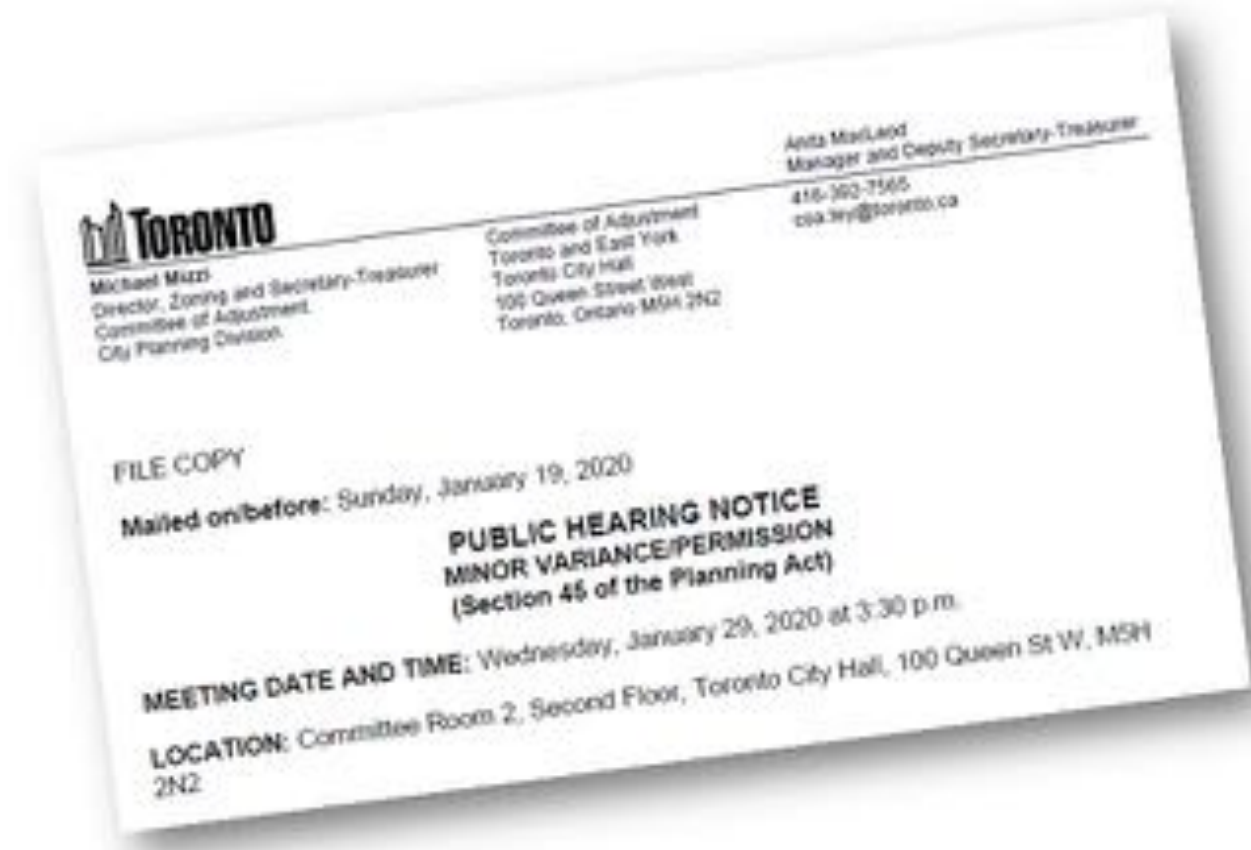 TORONTO
Michael Mizzi
Director, Zoning and Secretary-Treasurer
Committee of Adjustment
City Planning Division
Committee of Adjustment
Toronto and East York
Toronto City Hall
100 Queen Street West
Toronto, Ontario M5H 2N2
Anita MacLeod
Manager and Deputy Secretary-Treasurer
416-392-7565
coa.tey@toronto.ca
FILE COPY
Mailed on/before: Sunday, January 19, 2020
PUBLIC HEARING NOTICE
MINOR VARIANCE/PERMISSION
(Section 45 of the Planning Act)
MEETING DATE AND TIME: Wednesday, January 29, 2020 at 3:30 p.m.
LOCATION: Committee Room 2, Second Floor, Toronto City Hall, 100 Queen St W, M5H
2N2